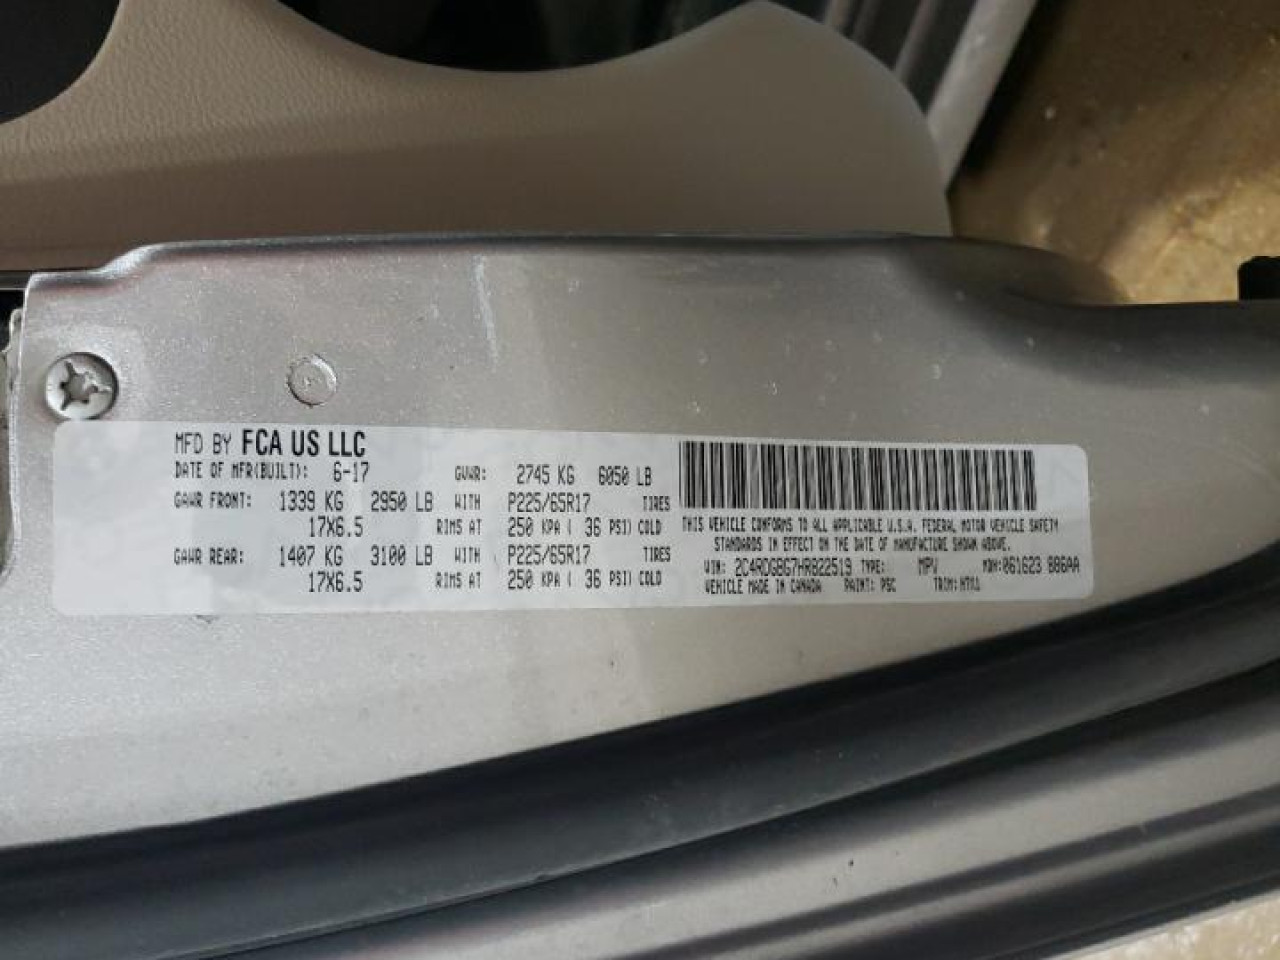 MFD BY FCA US LLC
DATE OF MFR(BUILT): 6-17 GVWR: 2745 KG 6050 LB
GAWR FRONT: 1339 KG 2950 LB WITH P225/65R17 TIRES
17X6.5 RIMS AT 250 KPA ( 36 PSI) COLD
GAWR REAR: 1407 KG 3100 LB WITH P225/65R17 TIRES
17X6.5 RIMS AT 250 KPA ( 36 PSI) COLD
THIS VEHICLE CONFORMS TO ALL APPLICABLE U.S.A. FEDERAL MOTOR VEHICLE SAFETY
STANDARDS IN EFFECT ON THE DATE OF MANUFACTURE SHOWN ABOVE.
VIN: 2C4RDGBG7HR822519 TYPE: MPV MDH: 061623 886AA
VEHICLE MADE IN CANADA PAINT: PSC TRIM: